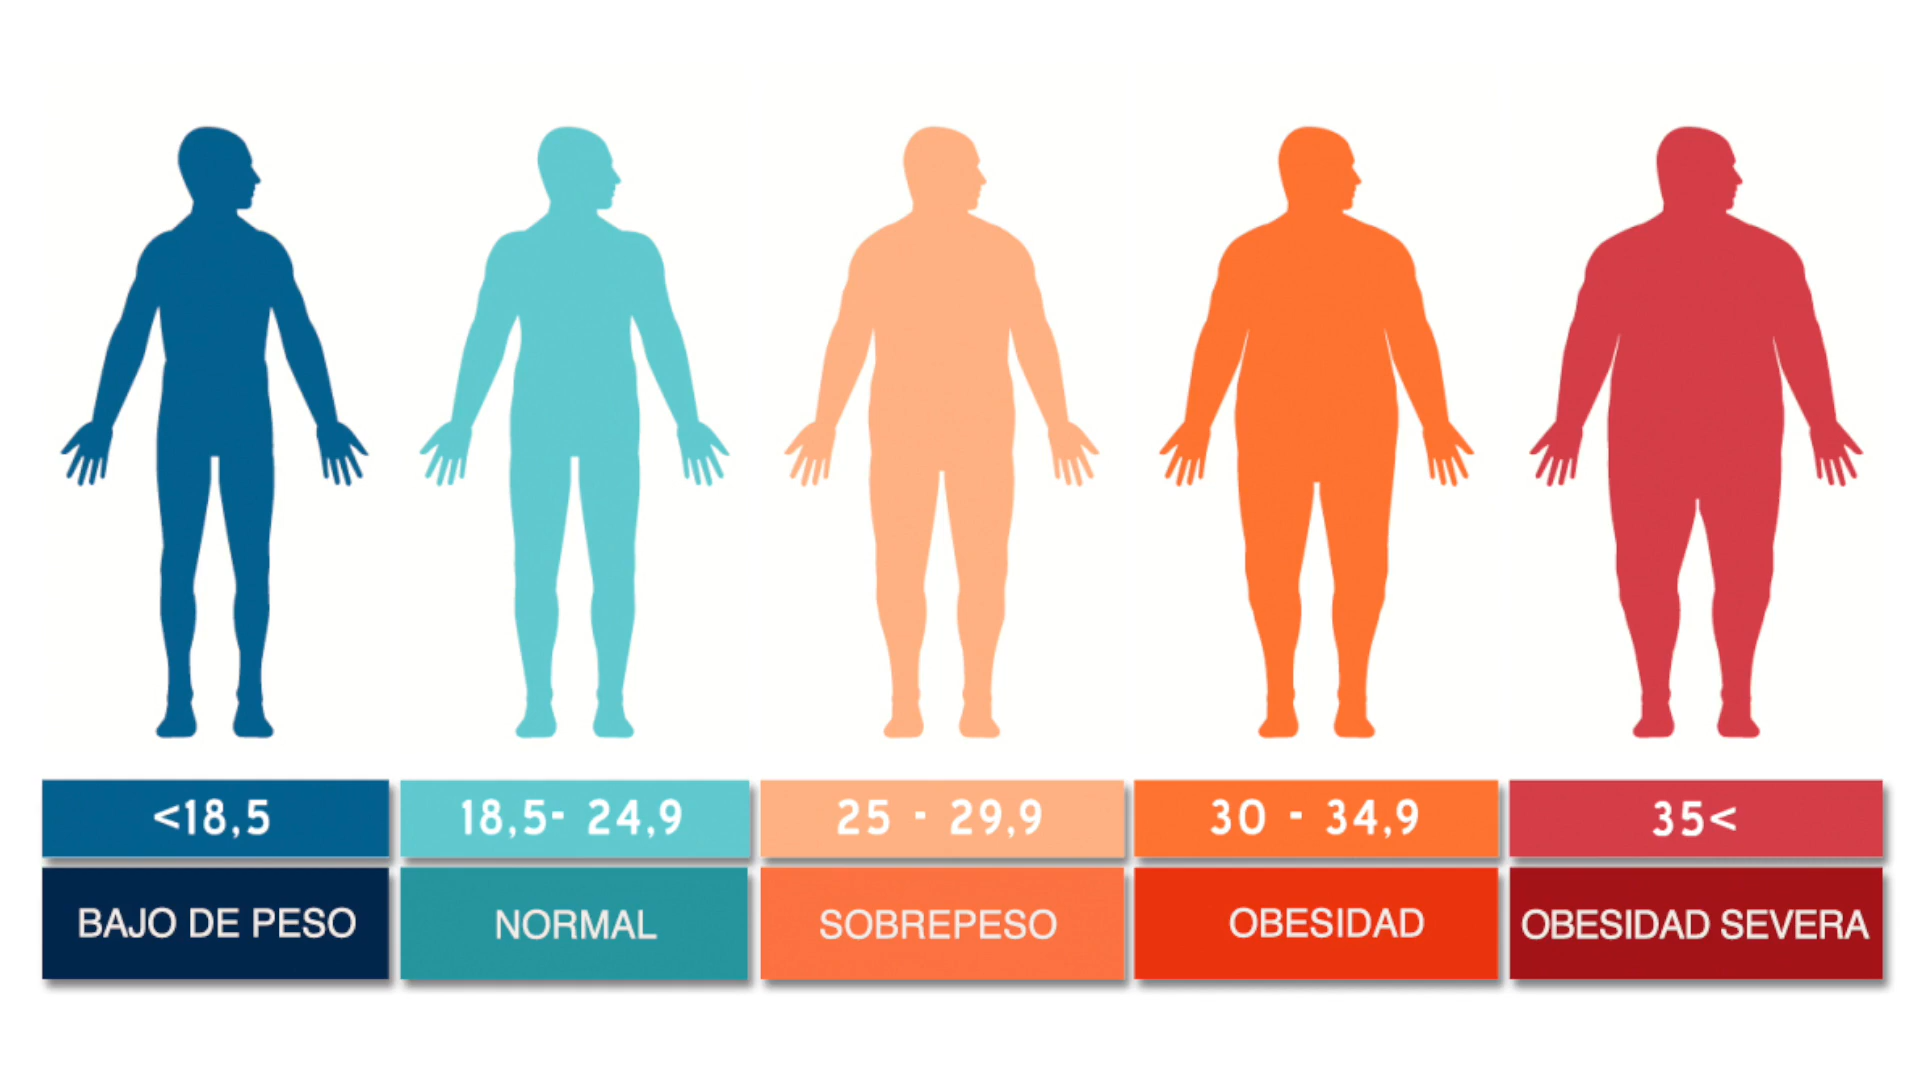 <18,5
18,5- 24,9
25 - 29,9
30 - 34,9
35<
BAJO DE PESO
NORMAL
SOBREPESO
OBESIDAD
OBESIDAD SEVERA